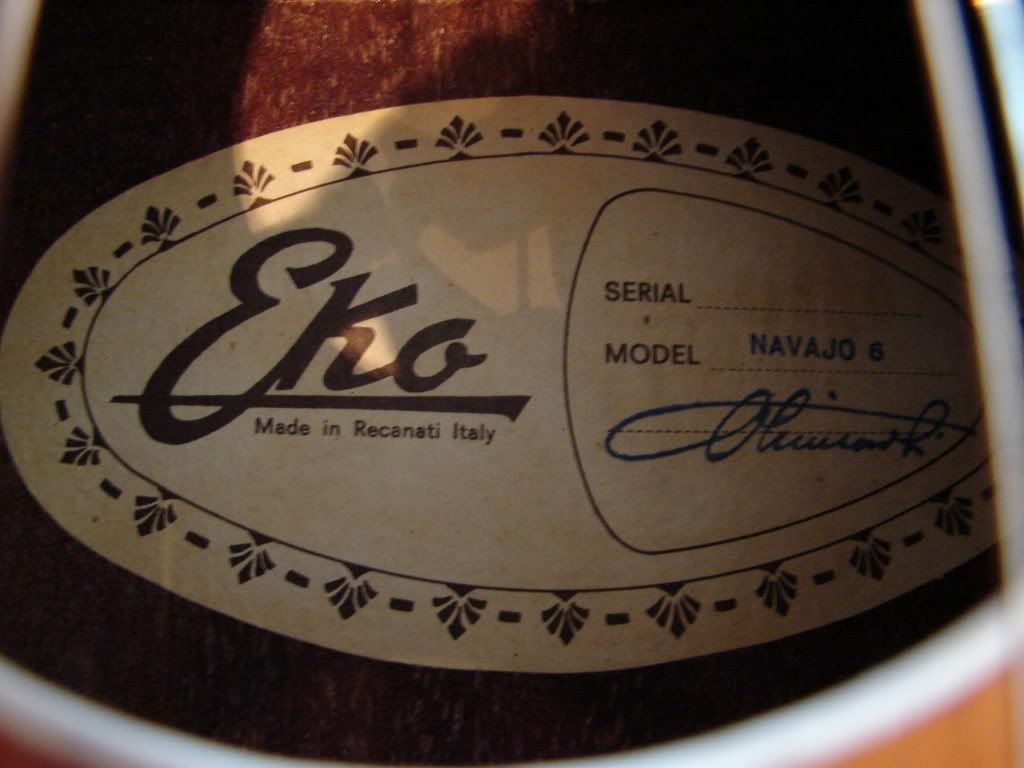 Eko
Made in Recanati Italy
SERIAL
MODEL NAVAJO 6